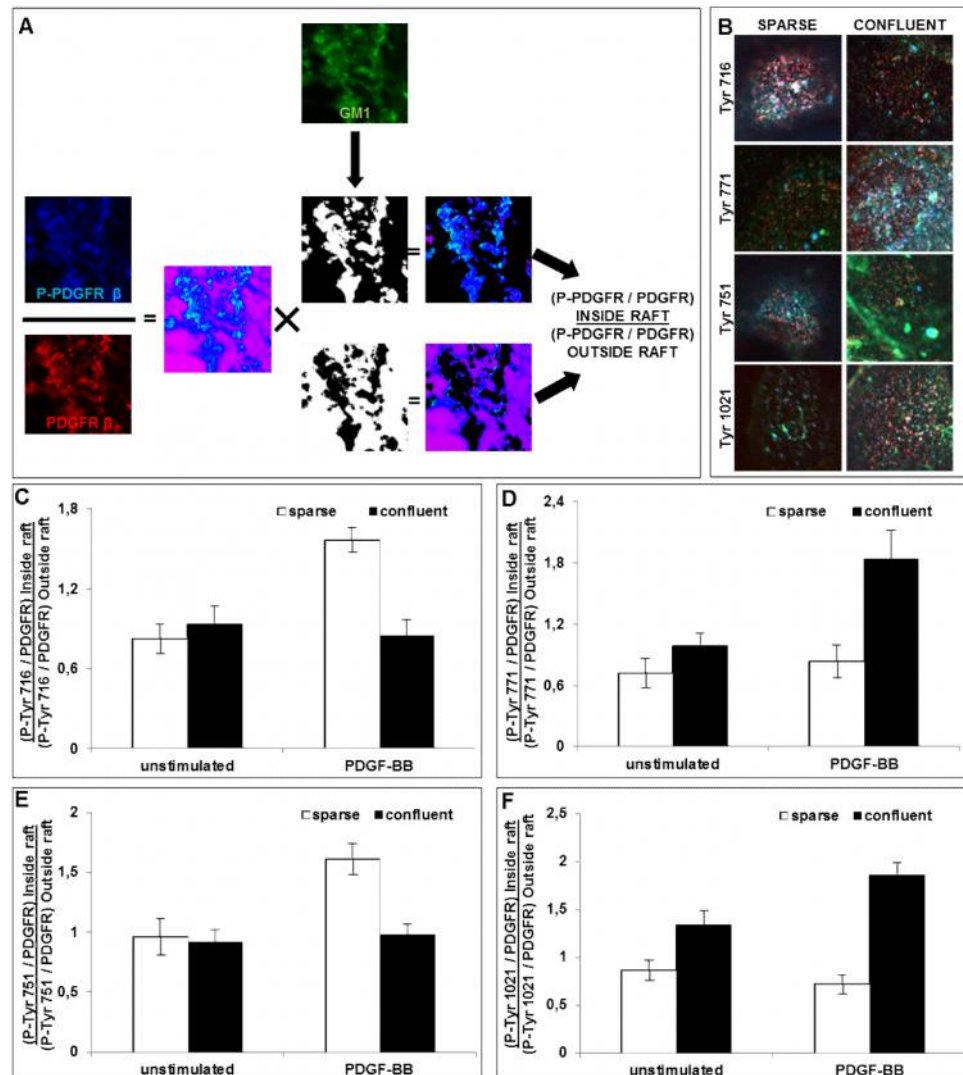 A
GM1
P-PDGFR β
PDGFR β
=
×
=
=
(P-PDGFR / PDGFR)
INSIDE RAFT
(P-PDGFR / PDGFR)
OUTSIDE RAFT
B
SPARSE CONFLUENT
Tyr 716
Tyr 771
Tyr 751
Tyr 1021
C
(P-Tyr 716 / PDGFR) Inside raft
(P-Tyr 716 / PDGFR) Outside raft
1,8
1,2
0,6
0
sparse confluent
unstimulated PDGF-BB
D
(P-Tyr 771 / PDGFR) Inside raft
(P-Tyr 771 / PDGFR) Outside raft
2,4
1,8
1,2
0,6
0
sparse confluent
unstimulated PDGF-BB
E
(P-Tyr 751 / PDGFR) Inside raft
(P-Tyr 751 / PDGFR) Outside raft
2
1,5
1
0,5
0
sparse confluent
unstimulated PDGF-BB
F
(P-Tyr 1021 / PDGFR) Inside raft
(P-Tyr 1021 / PDGFR) Outside raft
2,5
2
1,5
1
0,5
0
sparse confluent
unstimulated PDGF-BB